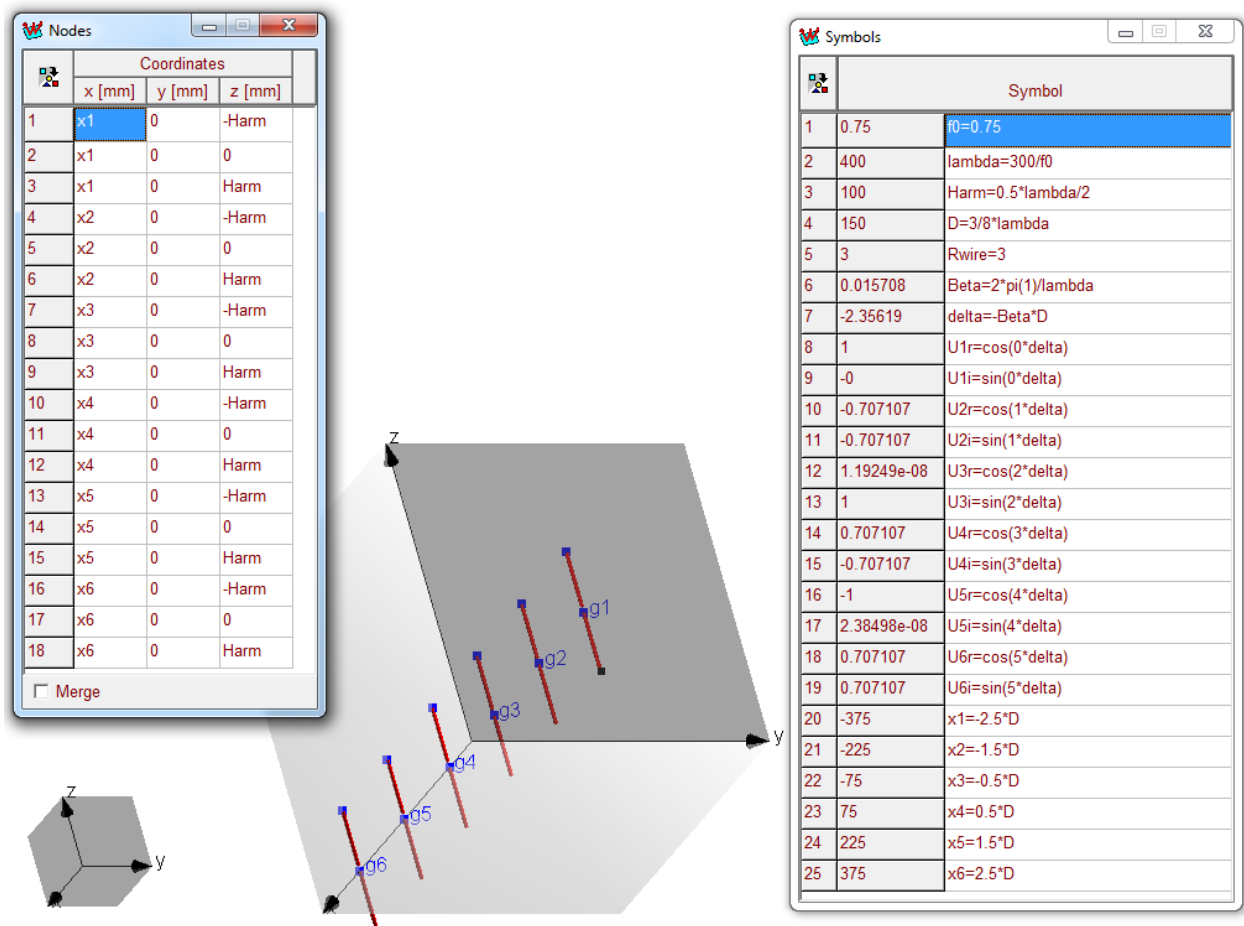 Nodes
Coordinates
x [mm] y [mm] z [mm]
1 x1 0 -Harm
2 x1 0 0
3 x1 0 Harm
4 x2 0 -Harm
5 x2 0 0
6 x2 0 Harm
7 x3 0 -Harm
8 x3 0 0
9 x3 0 Harm
10 x4 0 -Harm
11 x4 0 0
12 x4 0 Harm
13 x5 0 -Harm
14 x5 0 0
15 x5 0 Harm
16 x6 0 -Harm
17 x6 0 0
18 x6 0 Harm
Merge
z
g1
g2
g3
y
g4
g5
g6
x
z
y
x
Symbols
Symbol
1 0.75 f0=0.75
2 400 lambda=300/f0
3 100 Harm=0.5*lambda/2
4 150 D=3/8*lambda
5 3 Rwire=3
6 0.015708 Beta=2*pi(1)/lambda
7 -2.35619 delta=-Beta*D
8 1 U1r=cos(0*delta)
9 -0 U1i=sin(0*delta)
10 -0.707107 U2r=cos(1*delta)
11 -0.707107 U2i=sin(1*delta)
12 1.19249e-08 U3r=cos(2*delta)
13 1 U3i=sin(2*delta)
14 0.707107 U4r=cos(3*delta)
15 -0.707107 U4i=sin(3*delta)
16 -1 U5r=cos(4*delta)
17 2.38498e-08 U5i=sin(4*delta)
18 0.707107 U6r=cos(5*delta)
19 0.707107 U6i=sin(5*delta)
20 -375 x1=-2.5*D
21 -225 x2=-1.5*D
22 -75 x3=-0.5*D
23 75 x4=0.5*D
24 225 x5=1.5*D
25 375 x6=2.5*D